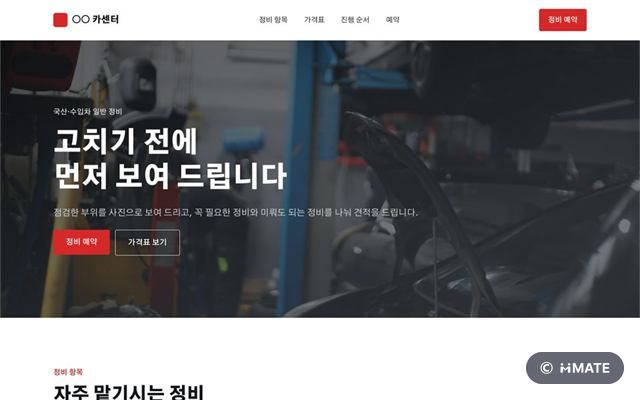 ○○ 카센터
정비 항목 가격표 진행 순서 예약
정비 예약
국산·수입차 일반 정비
고치기 전에
먼저 보여 드립니다
점검한 부위를 사진으로 보여 드리고, 꼭 필요한 정비와 미뤄도 되는 정비를 나눠 견적을 드립니다.
정비 예약 가격표 보기
정비 항목
자주 맡기시는 정비
© MMATE